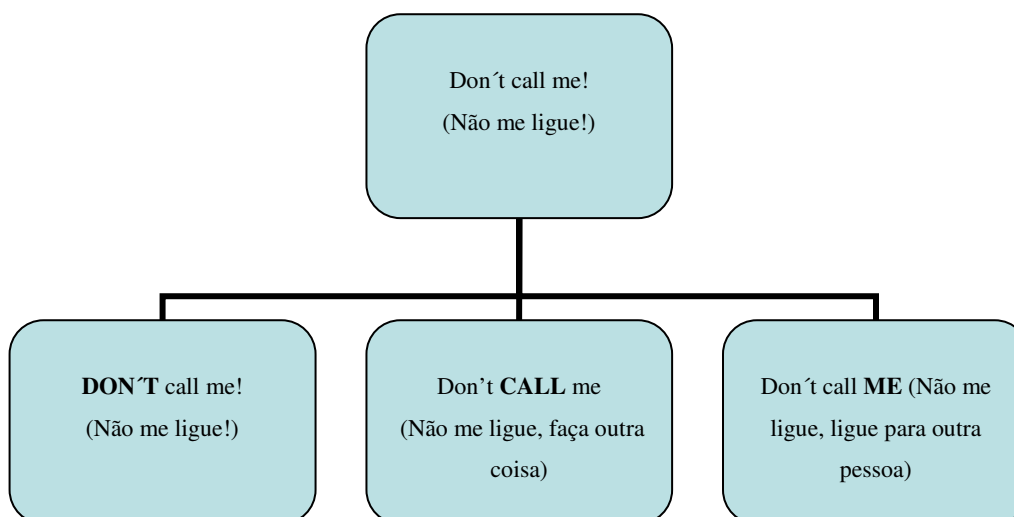 Don´t call me!
(Não me ligue!)
DON´T call me!
(Não me ligue!)
Don’t CALL me
(Não me ligue, faça outra
coisa)
Don´t call ME (Não me
ligue, ligue para outra
pessoa)